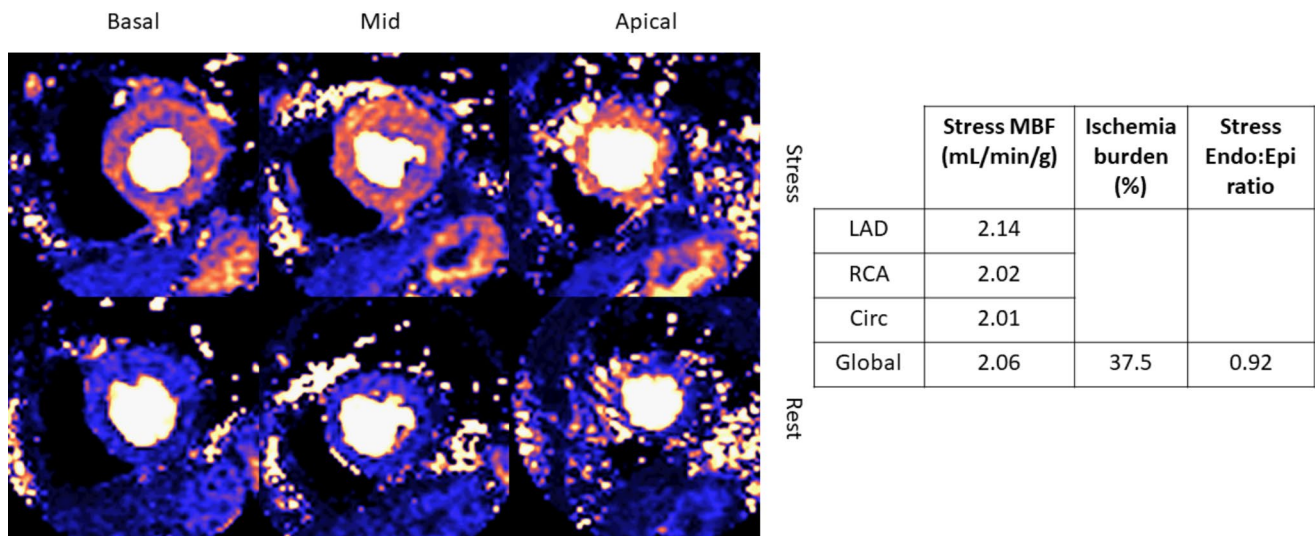 Basal Mid Apical
Stress
Rest
Stress MBF (mL/min/g) Ischemia burden (%) Stress Endo:Epi ratio
LAD 2.14
RCA 2.02
Circ 2.01
Global 2.06 37.5 0.92